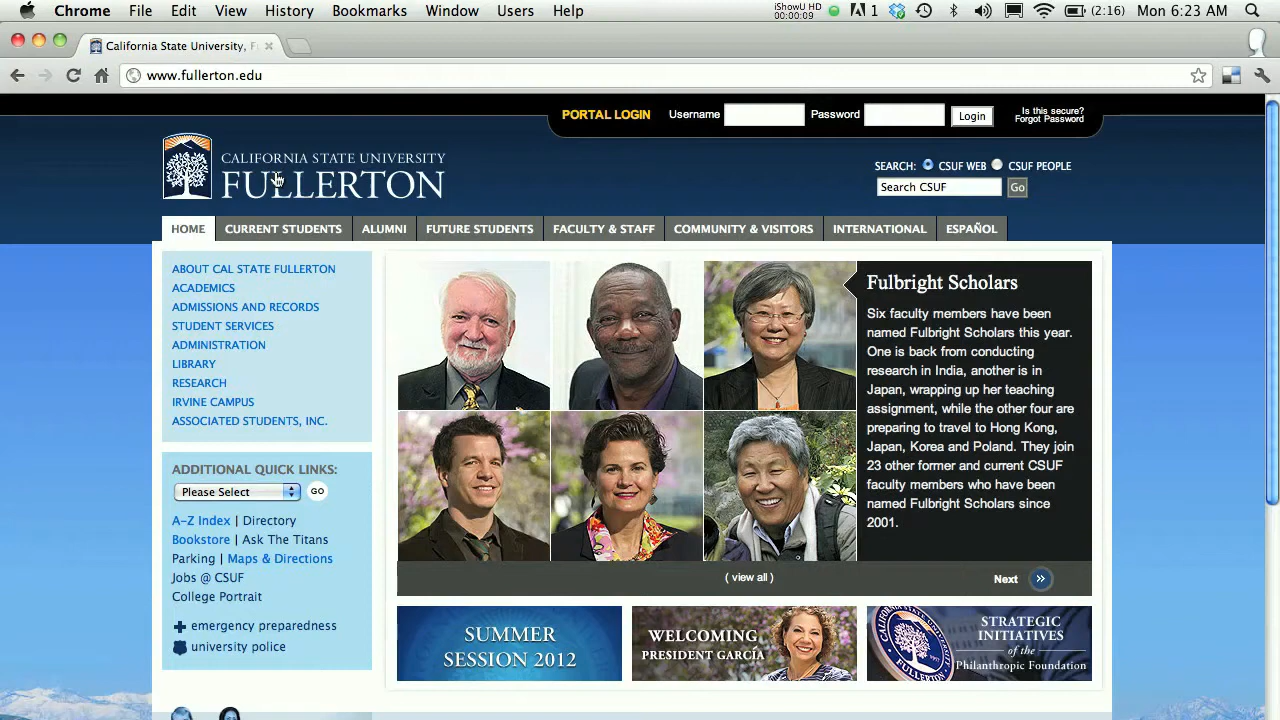 Chrome File Edit View History Bookmarks Window Users Help
iShowU HD
00:00:09
1
(2:16) Mon 6:23 AM
California State University, F
www.fullerton.edu
PORTAL LOGIN Username Password Login
Is this secure?
Forgot Password
CALIFORNIA STATE UNIVERSITY
FULLERTON
SEARCH: CSUF WEB CSUF PEOPLE
Search CSUF Go
HOME CURRENT STUDENTS ALUMNI FUTURE STUDENTS FACULTY & STAFF COMMUNITY & VISITORS INTERNATIONAL ESPAÑOL
ABOUT CAL STATE FULLERTON
ACADEMICS
ADMISSIONS AND RECORDS
STUDENT SERVICES
ADMINISTRATION
LIBRARY
RESEARCH
IRVINE CAMPUS
ASSOCIATED STUDENTS, INC.
ADDITIONAL QUICK LINKS:
Please Select GO
A-Z Index | Directory
Bookstore | Ask The Titans
Parking | Maps & Directions
Jobs @ CSUF
College Portrait
emergency preparedness
university police
Fulbright Scholars
Six faculty members have been
named Fulbright Scholars this year.
One is back from conducting
research in India, another is in
Japan, wrapping up her teaching
assignment, while the other four are
preparing to travel to Hong Kong,
Japan, Korea and Poland. They join
23 other former and current CSUF
faculty members who have been
named Fulbright Scholars since
2001.
( view all )
Next
SUMMER
SESSION 2012
WELCOMING
PRESIDENT GARCÍA
STRATEGIC
INITIATIVES
of the
Philanthropic Foundation
CALIFORNIA STATE UNIVERSITY
FULLERTON